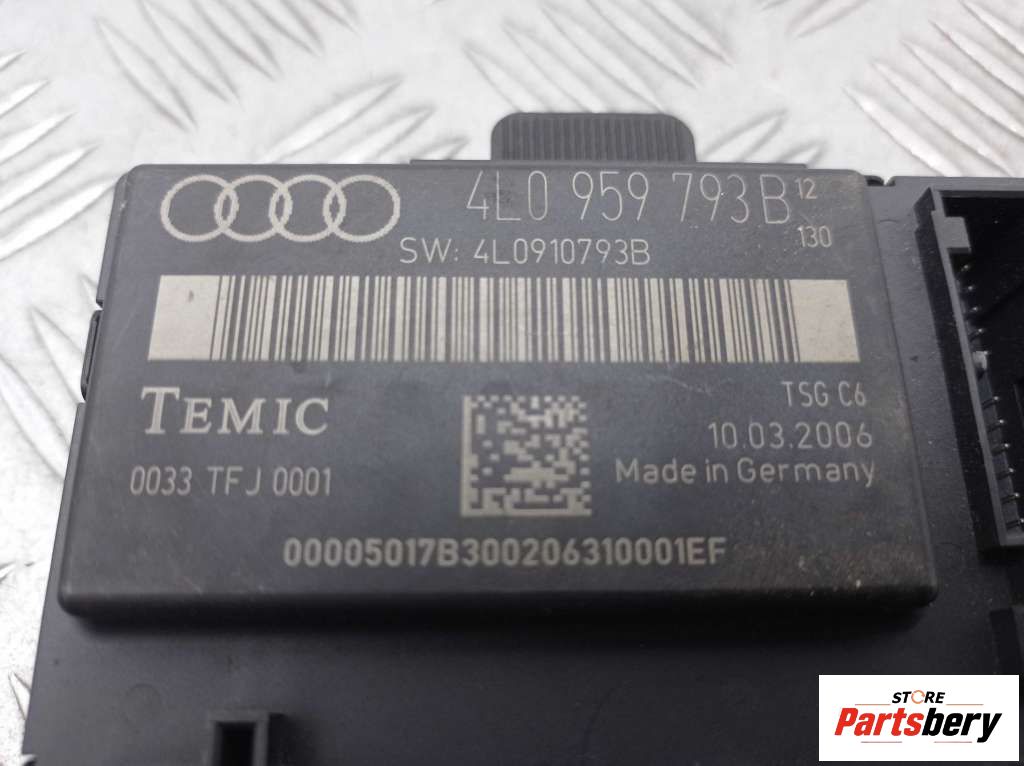 4L0 959 793 B 12
130
SW: 4L0910793B
TEMIC
TSG C6
10.03.2006
0033 TFJ 0001
Made in Germany
00005017B300206310001EF
STORE
Partsbery